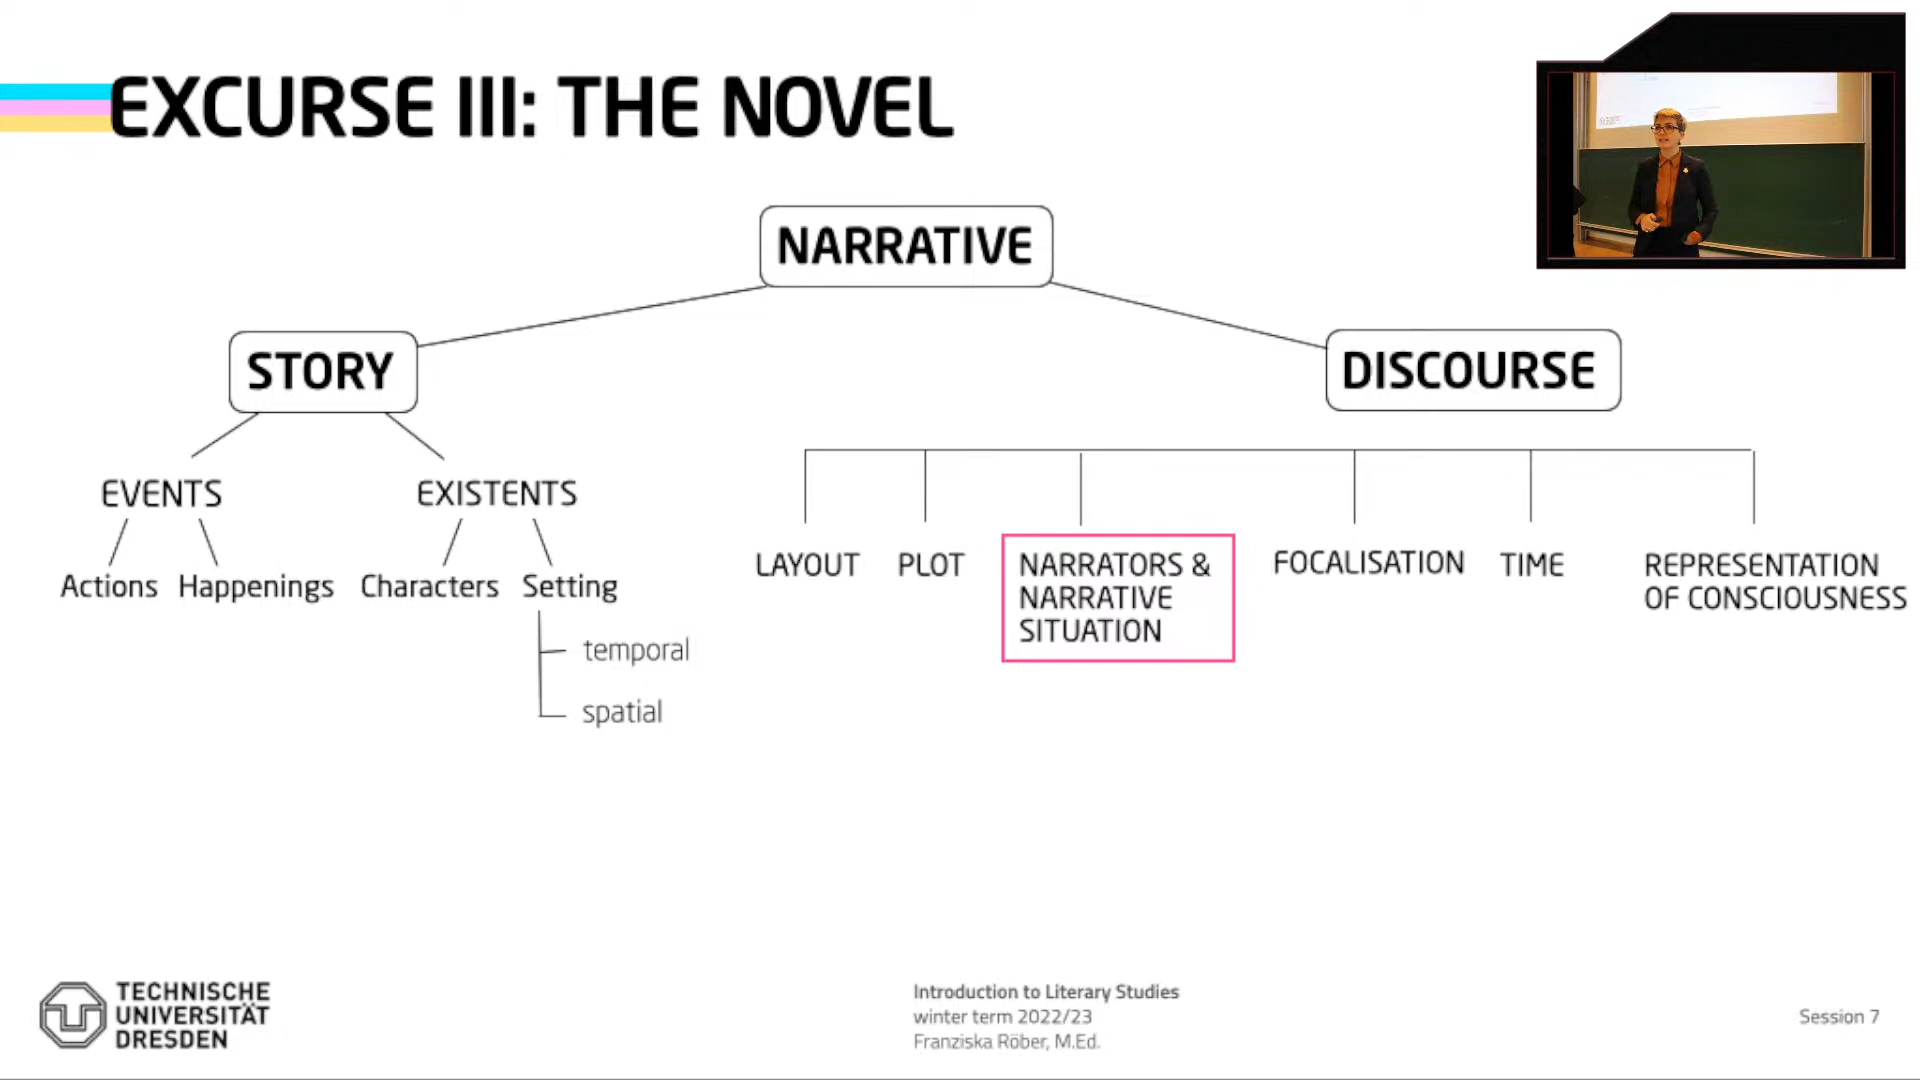 EXCURSE III: THE NOVEL
NARRATIVE
STORY
DISCOURSE
EVENTS
EXISTENTS
Actions
Happenings
Characters
Setting
temporal
spatial
LAYOUT
PLOT
NARRATORS &
NARRATIVE
SITUATION
FOCALISATION
TIME
REPRESENTATION
OF CONSCIOUSNESS
TECHNISCHE
UNIVERSITÄT
DRESDEN
Introduction to Literary Studies
winter term 2022/23
Franziska Röber, M.Ed.
Session 7